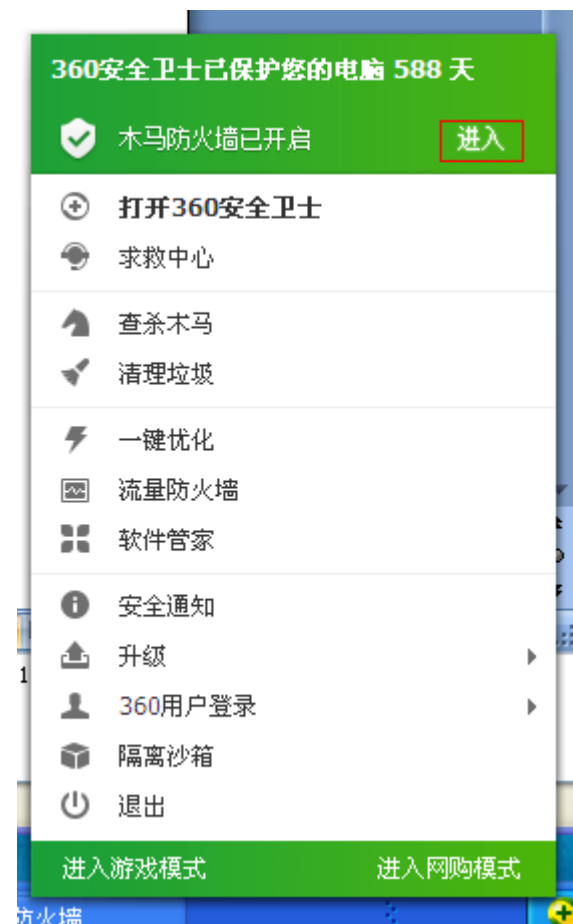 360安全卫士已保护您的电脑 588 天
木马防火墙已开启 进入
打开360安全卫士
求救中心
查杀木马
清理垃圾
一键优化
流量防火墙
软件管家
安全通知
升级
1
360用户登录
隔离沙箱
退出
进入游戏模式 进入网购模式
防火墙